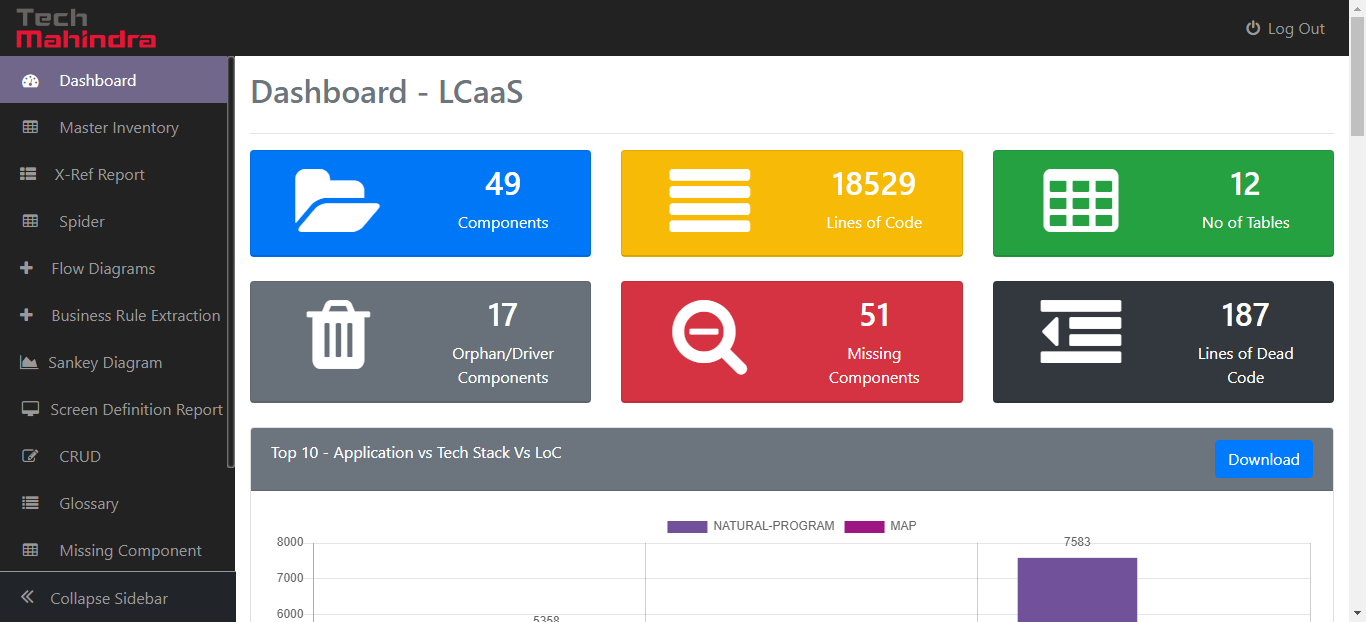 Tech
Mahindra
Log Out
Dashboard
Master Inventory
X-Ref Report
Spider
Flow Diagrams
Business Rule Extraction
Sankey Diagram
Screen Definition Report
CRUD
Glossary
Missing Component
Collapse Sidebar
Dashboard - LCaaS
49
Components
18529
Lines of Code
12
No of Tables
17
Orphan/Driver
Components
51
Missing
Components
187
Lines of Dead
Code
Top 10 - Application vs Tech Stack Vs LoC
Download
NATURAL-PROGRAM MAP
8000
7583
7000
6000
5358